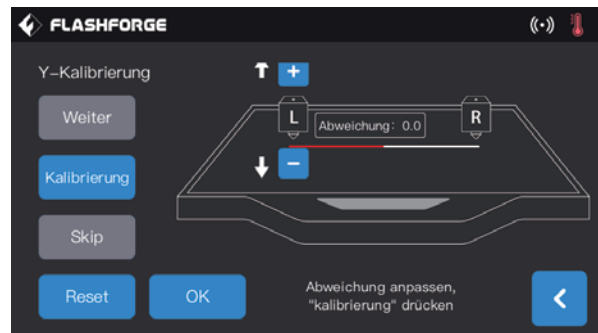 FLASHFORGE
Y-Kalibrierung
+
Weiter
L
Abweichung: 0.0
R
Kalibrierung
−
Skip
Reset
OK
Abweichung anpassen,
"kalibrierung" drücken